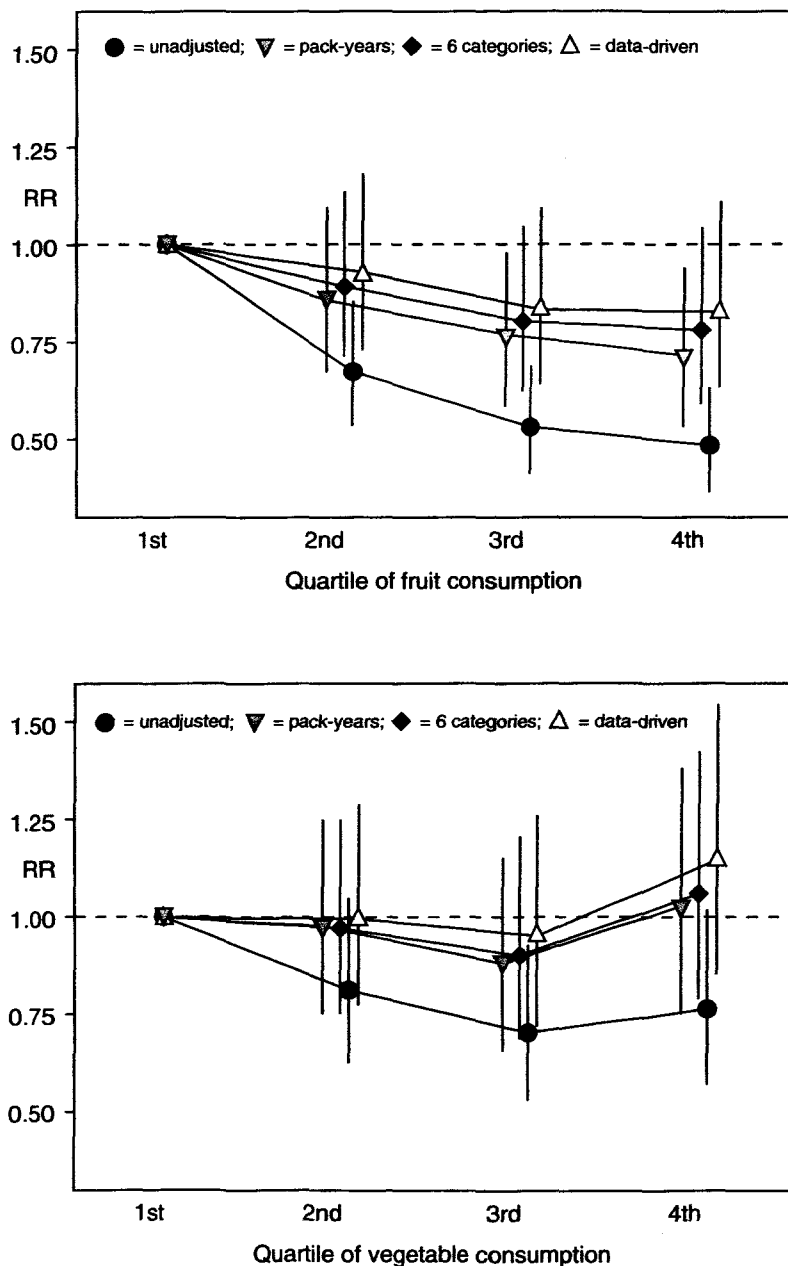 ● = unadjusted; ▽ = pack-years; ◆ = 6 categories; △ = data-driven
1.50
1.25
RR
1.00
0.75
0.50
1st 2nd 3rd 4th
Quartile of fruit consumption
● = unadjusted; ▽ = pack-years; ◆ = 6 categories; △ = data-driven
1.50
1.25
RR
1.00
0.75
0.50
1st 2nd 3rd 4th
Quartile of vegetable consumption